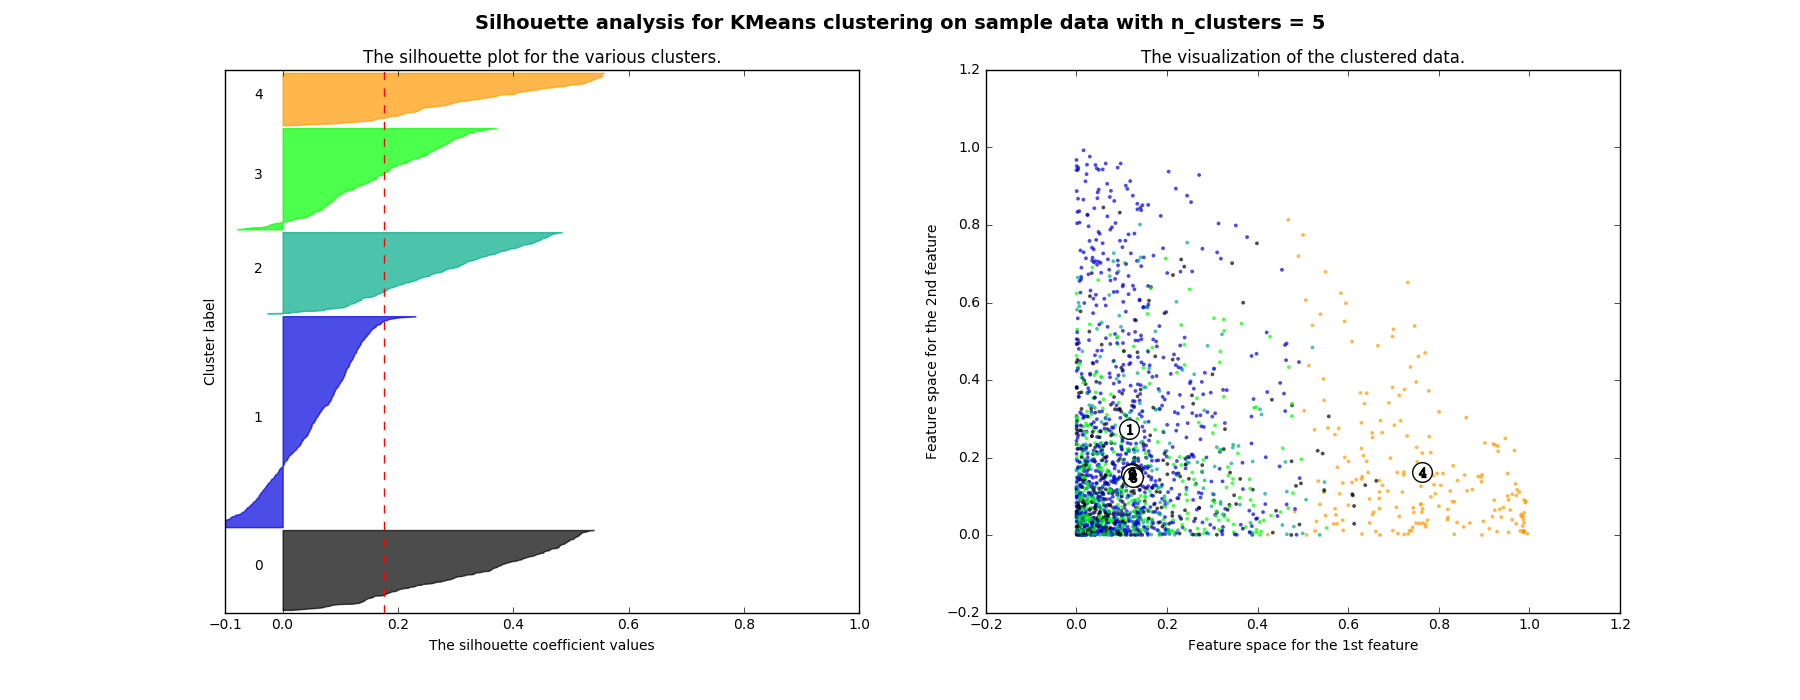 Silhouette analysis for KMeans clustering on sample data with n_clusters = 5
The silhouette plot for the various clusters.
4
3
2
1
0
Cluster label
−0.1 0.0 0.2 0.4 0.6 0.8 1.0
The silhouette coefficient values
The visualization of the clustered data.
1.2
1.0
0.8
0.6
0.4
0.2
0.0
−0.2
Feature space for the 2nd feature
1
4
−0.2 0.0 0.2 0.4 0.6 0.8 1.0 1.2
Feature space for the 1st feature